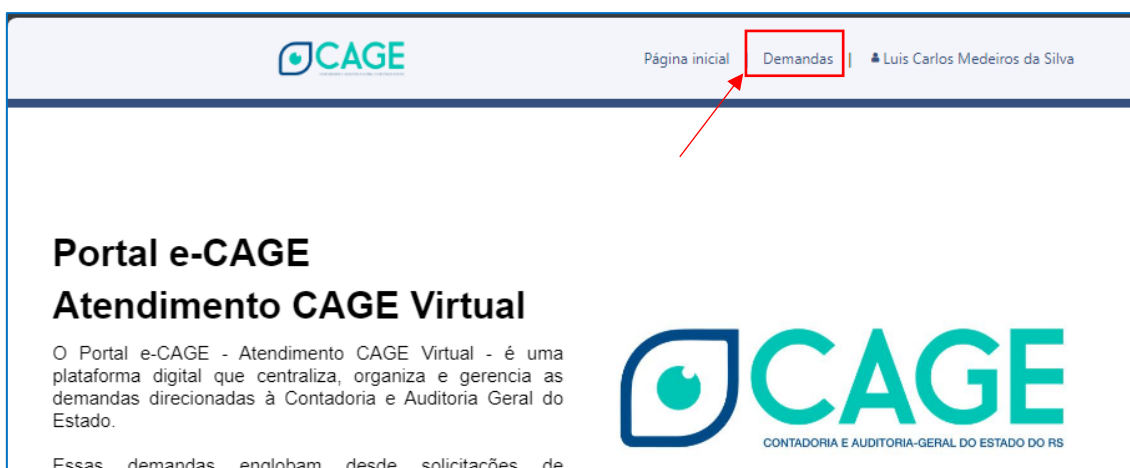 CAGE
Página inicial | Demandas | Luis Carlos Medeiros da Silva
Portal e-CAGE
Atendimento CAGE Virtual
O Portal e-CAGE - Atendimento CAGE Virtual - é uma
plataforma digital que centraliza, organiza e gerencia as
demandas direcionadas à Contadoria e Auditoria Geral do
Estado.
Essas demandas englobam desde solicitações de
CAGE
CONTADORIA E AUDITORIA-GERAL DO ESTADO DO RS